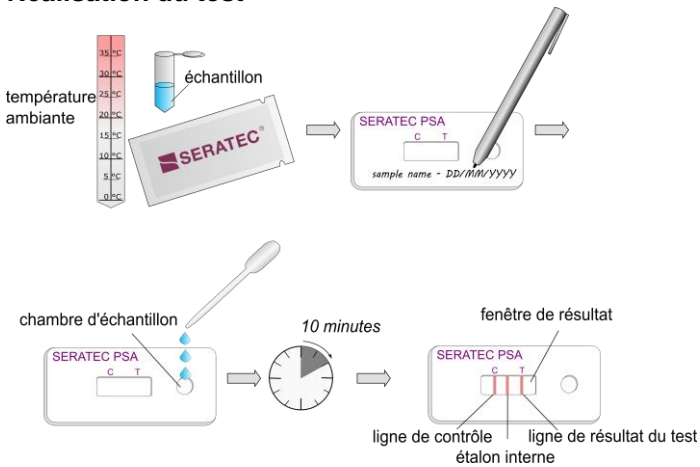 Réalisation du test
35 °C
30 °C
25 °C
20 °C
15 °C
10 °C
5 °C
0 °C
température
ambiante
échantillon
SERATEC®
SERATEC PSA
C T
sample name - DD/MM/YYYY
chambre d'échantillon
SERATEC PSA
C T
10 minutes
fenêtre de résultat
SERATEC PSA
C T
ligne de contrôle
étalon interne
ligne de résultat du test